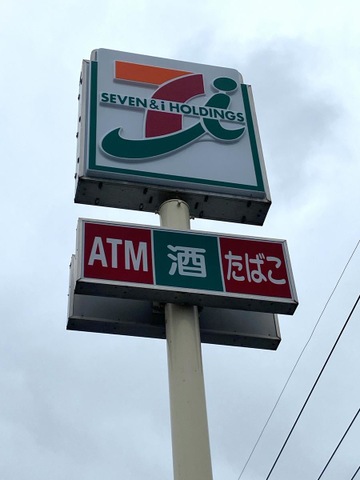 SEVEN & i HOLDINGS
ATM 酒 たばこ